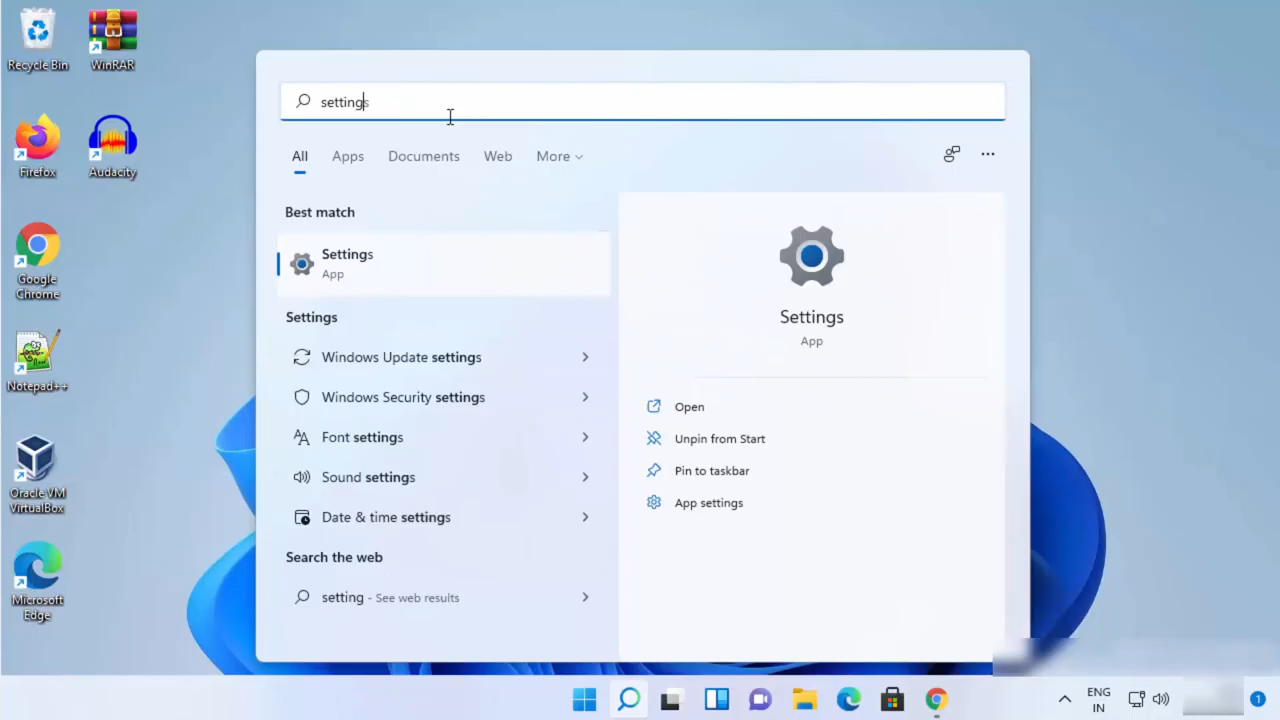 Recycle Bin
WinRAR
Firefox
Audacity
Google
Chrome
Notepad++
Oracle VM
VirtualBox
Microsoft
Edge
settings
All
Apps
Documents
Web
More
Best match
Settings
App
Settings
Windows Update settings
Windows Security settings
Font settings
Sound settings
Date & time settings
Search the web
setting - See web results
Settings
App
Open
Unpin from Start
Pin to taskbar
App settings
ENG
IN
1